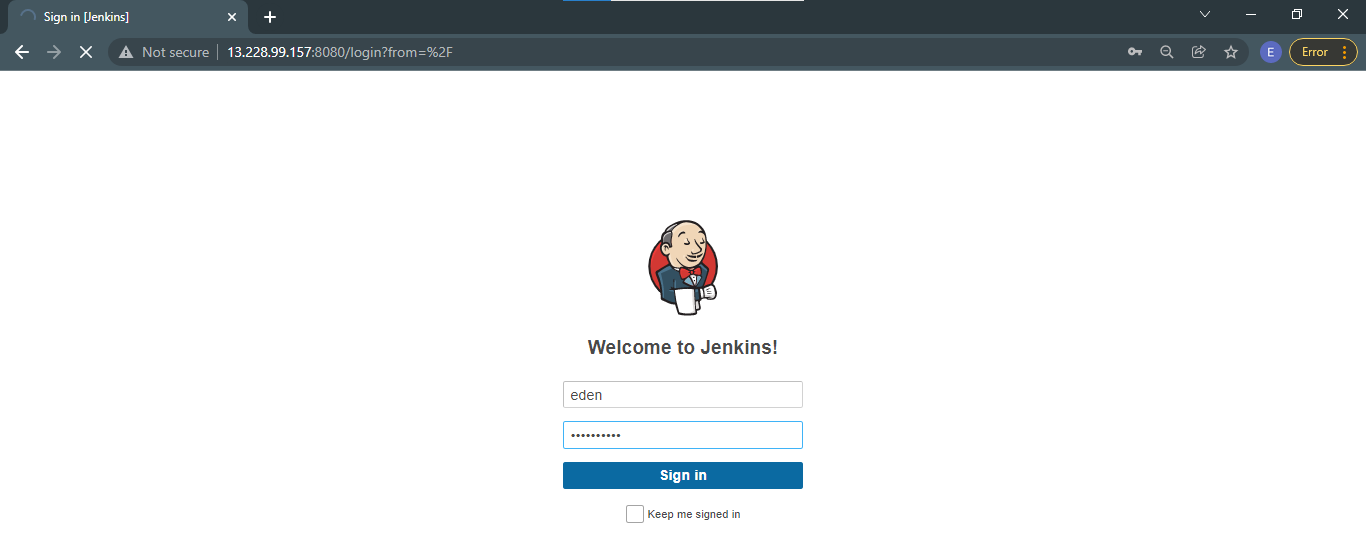 Sign in [Jenkins]
Not secure 13.228.99.157:8080/login?from=%2F E Error
Welcome to Jenkins!
eden
••••••••••
Sign in
Keep me signed in